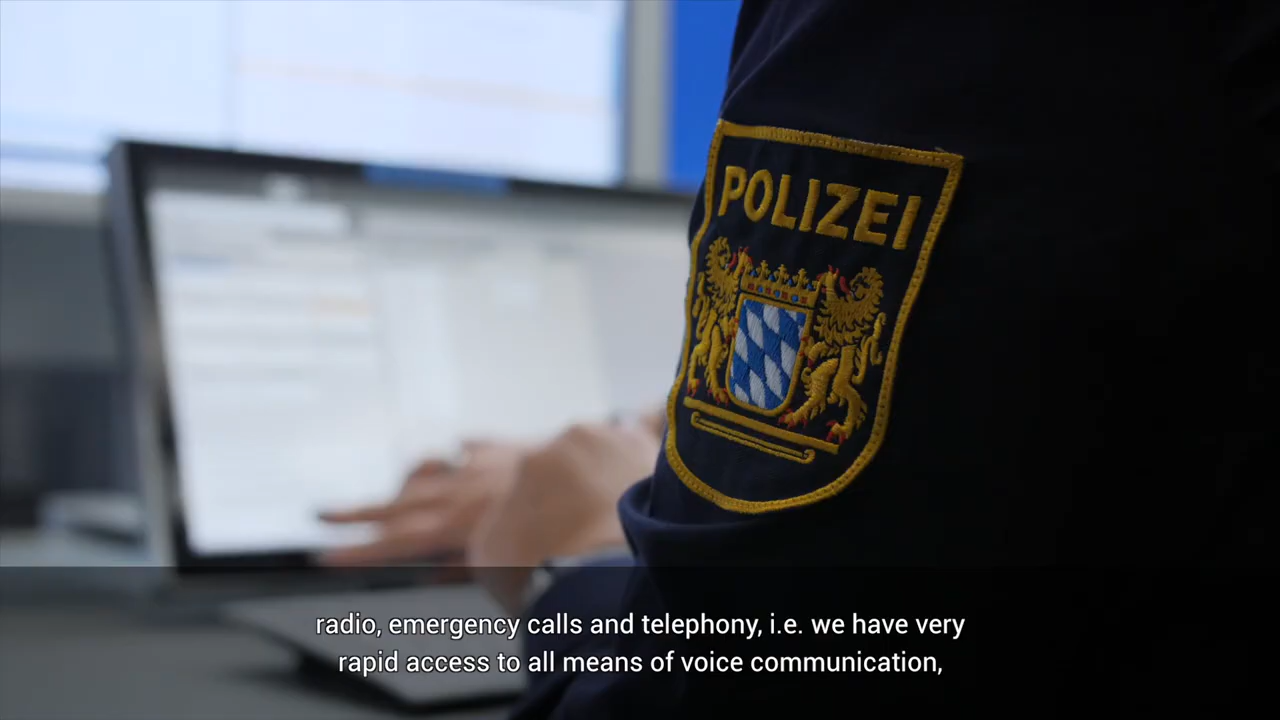 POLIZEI
radio, emergency calls and telephony, i.e. we have very
rapid access to all means of voice communication,